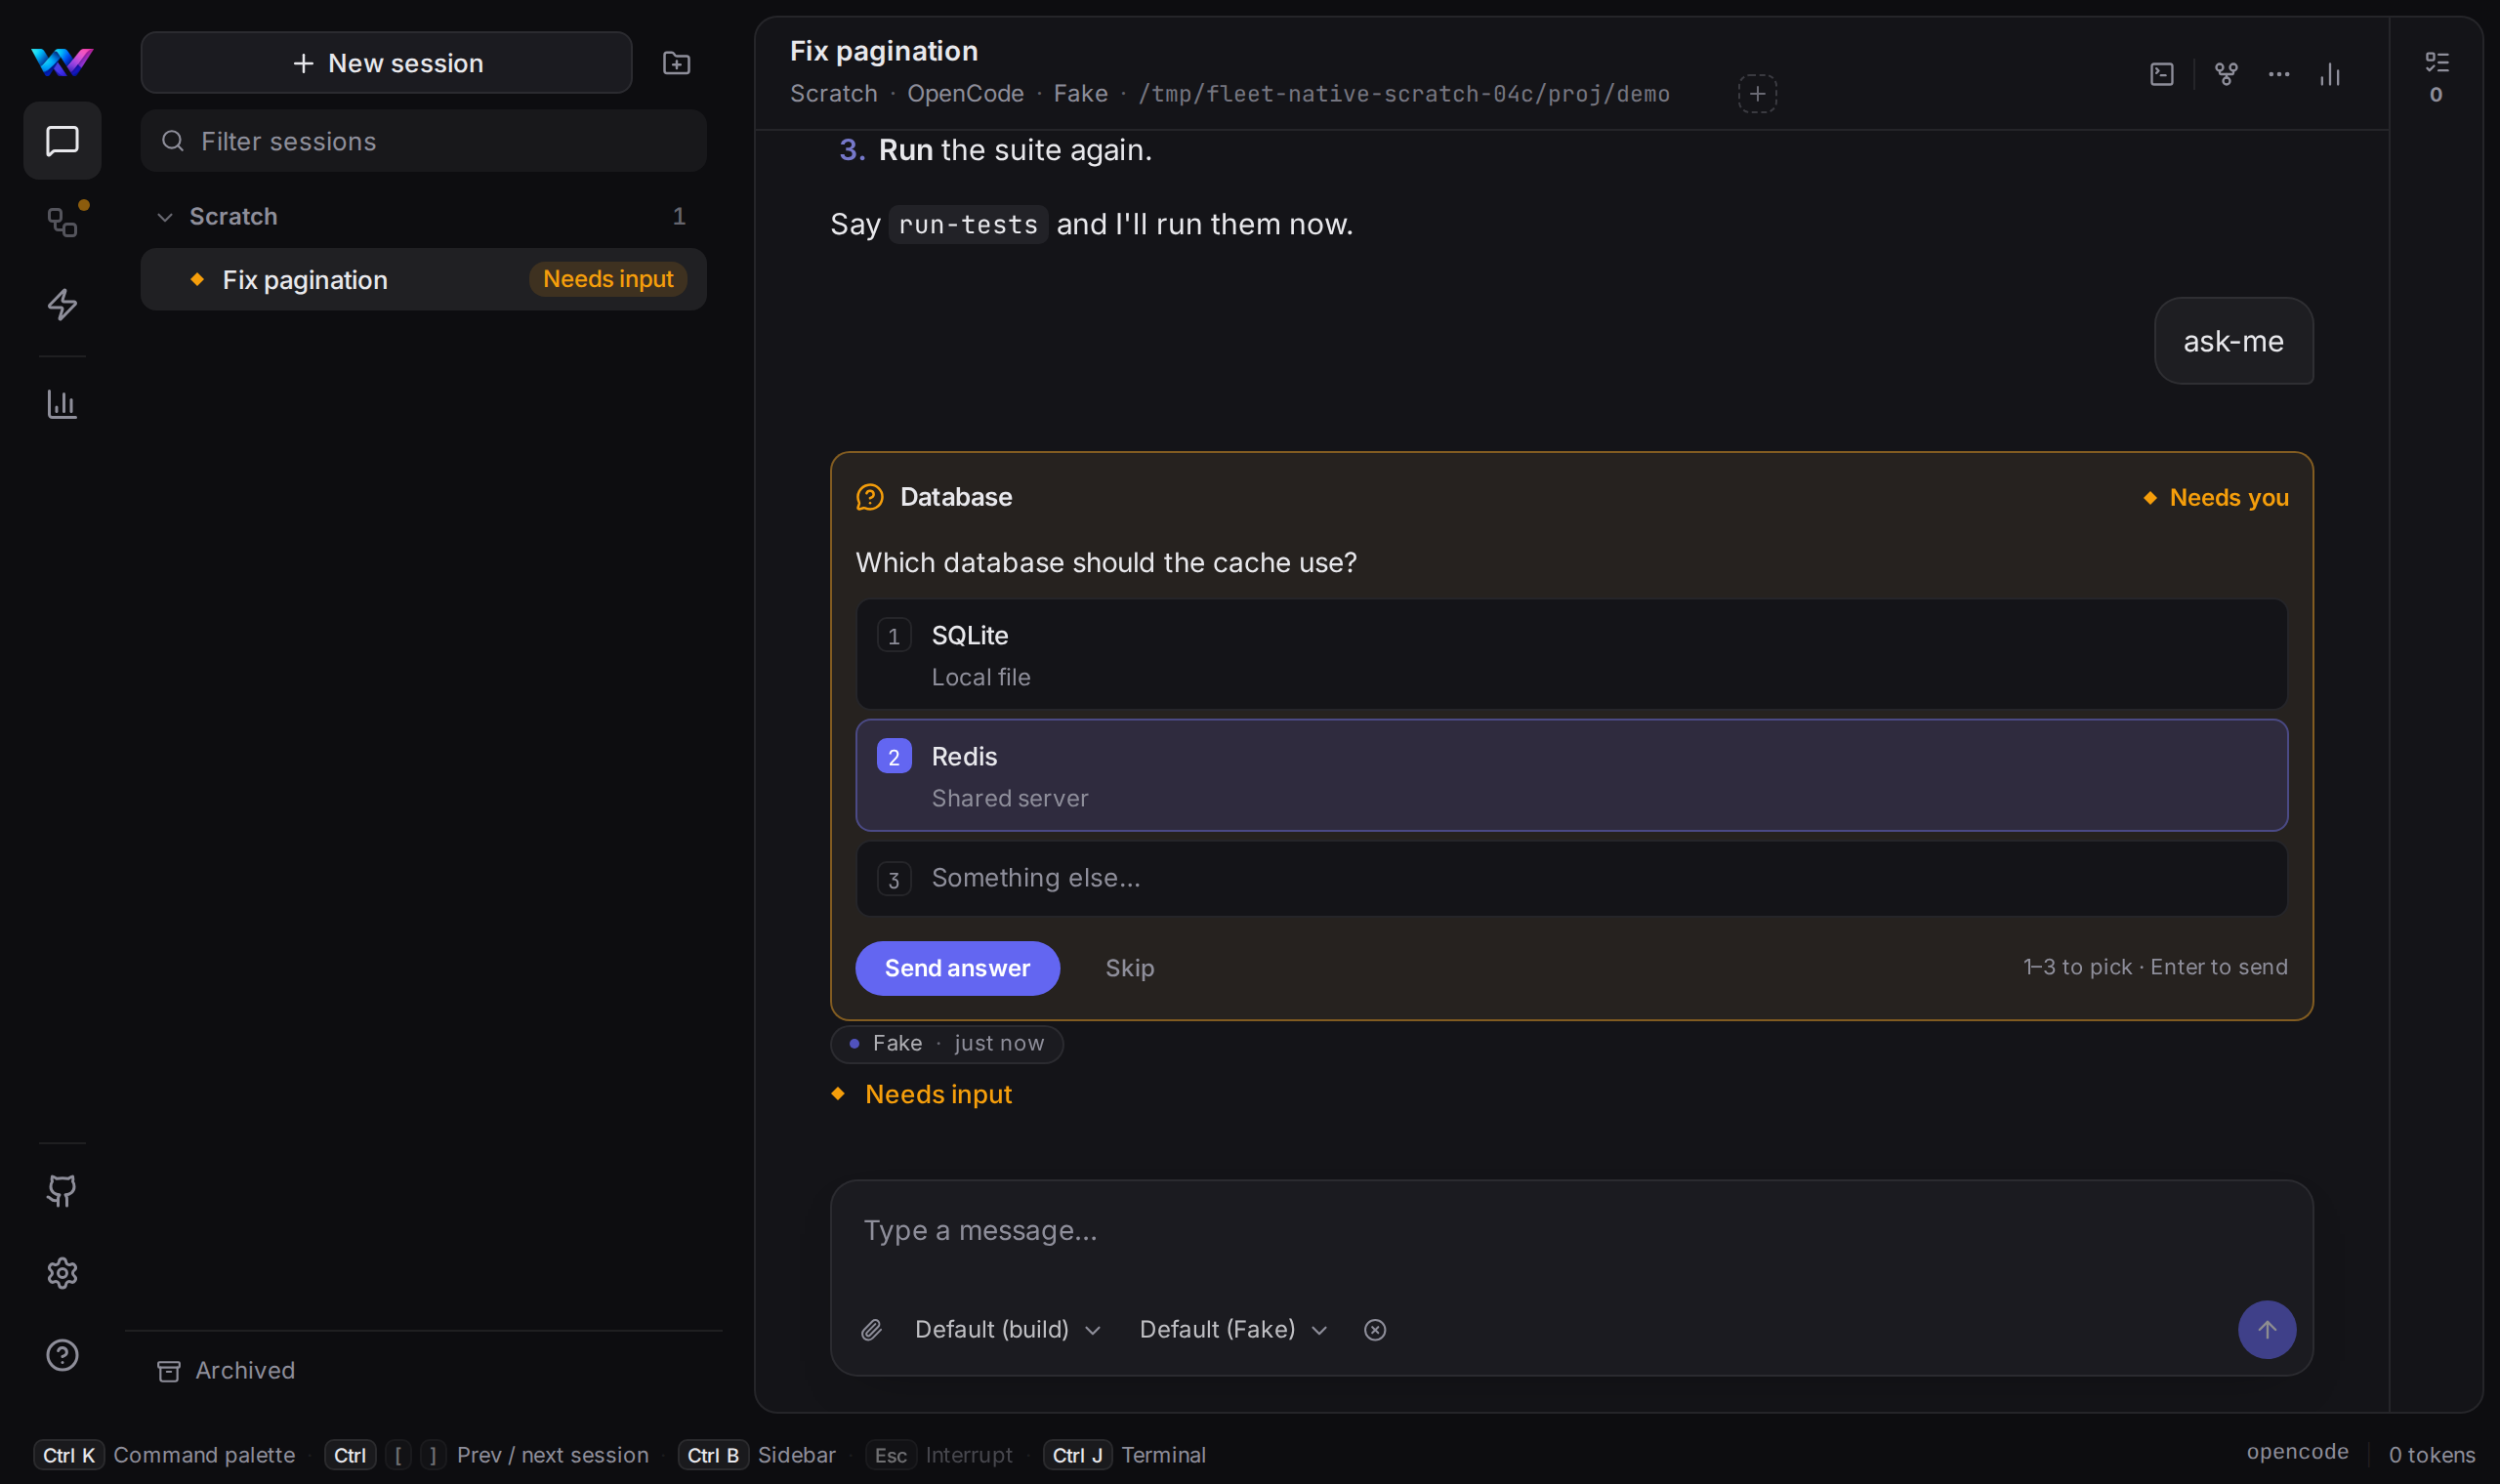 New session
Filter sessions
Scratch 1
Fix pagination Needs input
Archived
Fix pagination
Scratch · OpenCode · Fake · /tmp/fleet-native-scratch-04c/proj/demo
0
3. Run the suite again.
Say run-tests and I'll run them now.
ask-me
Database Needs you
Which database should the cache use?
1 SQLite
Local file
2 Redis
Shared server
3 Something else...
Send answer Skip 1–3 to pick · Enter to send
Fake · just now
Needs input
Type a message...
Default (build) Default (Fake)
Ctrl K Command palette · Ctrl [ ] Prev / next session · Ctrl B Sidebar · Esc Interrupt · Ctrl J Terminal opencode 0 tokens